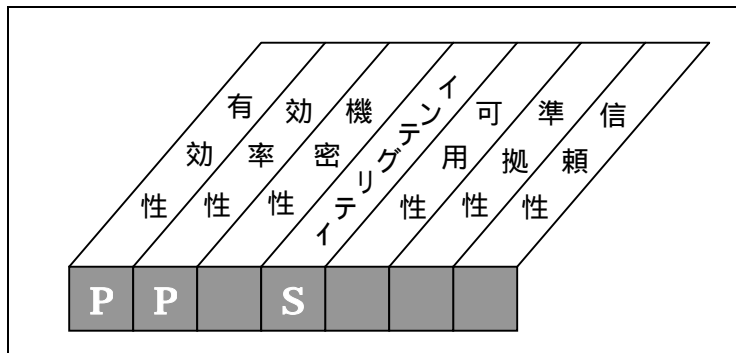 有効性
効率性
機密性
インテグリティ
可用性
準拠性
信頼性
P P S